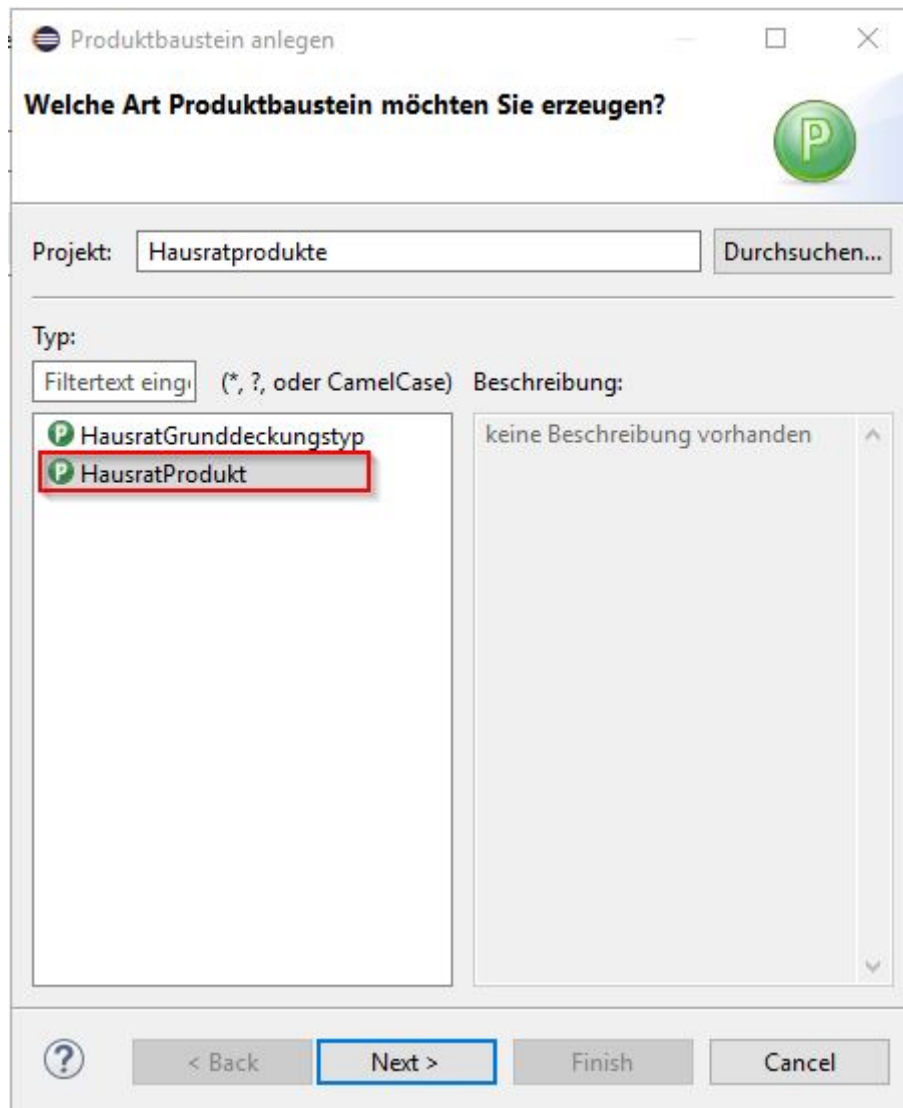 Produktbaustein anlegen
Welche Art Produktbaustein möchten Sie erzeugen?
P
Projekt: Hausratprodukte Durchsuchen...
Typ:
Filtertext (*, ?, oder CamelCase) Beschreibung:
P HausratGrunddeckungstyp
P HausratProdukt
keine Beschreibung vorhanden
? < Back Next > Finish Cancel